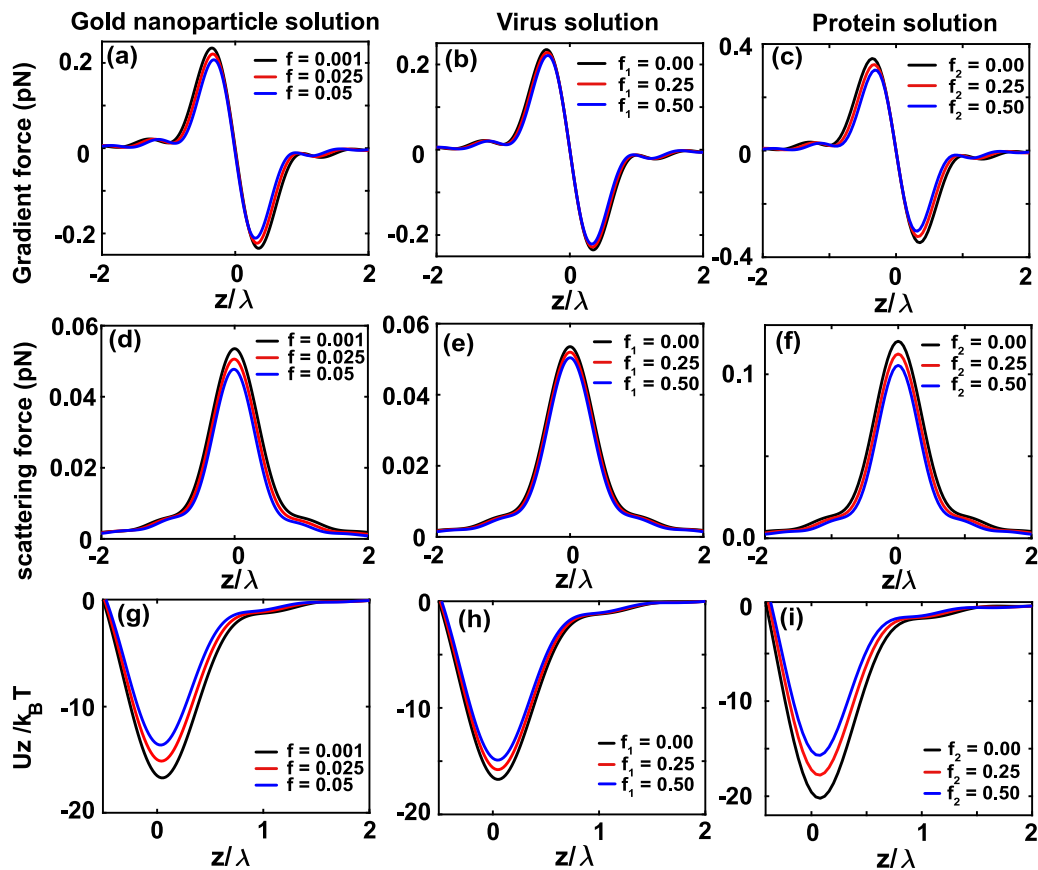 Gold nanoparticle solution
Virus solution
Protein solution
Gradient force (pN)
(a)
f = 0.001
f = 0.025
f = 0.05
0.2
0
-0.2
-2
0
2
z/λ
(b)
f₁ = 0.00
f₁ = 0.25
f₁ = 0.50
0.2
0
-0.2
-2
0
2
z/λ
(c)
f₂ = 0.00
f₂ = 0.25
f₂ = 0.50
0.4
0
-0.4
-2
0
2
z/λ
scattering force (pN)
(d)
f = 0.001
f = 0.025
f = 0.05
0.06
0.04
0.02
0
-2
0
2
z/λ
(e)
f₁ = 0.00
f₁ = 0.25
f₁ = 0.50
0.06
0.04
0.02
0
-2
0
2
z/λ
(f)
f₂ = 0.00
f₂ = 0.25
f₂ = 0.50
0.1
0.0
-2
0
2
z/λ
Uz /k_BT
(g)
f = 0.001
f = 0.025
f = 0.05
0
-10
-20
0
1
2
z/λ
(h)
f₁ = 0.00
f₁ = 0.25
f₁ = 0.50
0
-10
-20
0
1
2
z/λ
(i)
f₂ = 0.00
f₂ = 0.25
f₂ = 0.50
0
-10
-20
0
1
2
z/λ